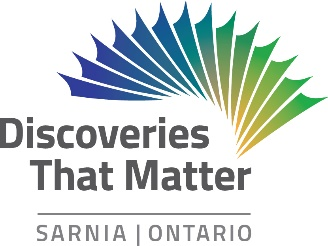 Discoveries
That Matter
SARNIA | ONTARIO